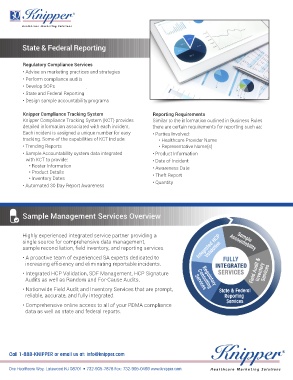 Knipper
Healthcare Marketing Solutions
State & Federal Reporting
Regulatory Compliance Services
• Advise on marketing practices and strategies
• Perform compliance audits
• Develop SOPs
• State and Federal Reporting
• Design sample accountability programs
Knipper Compliance Tracking System
Knipper Compliance Tracking System (KCT) provides
detailed information associated with each incident.
Each incident is assigned a unique number for easy
tracking. Some of the capabilities of KCT include:
• Trending Reports
• Sample Accountability system data integrated
with KCT to provide:
• Roster Information
• Product Details
• Inventory Dates
• Automated 30 Day Report Awareness
Reporting Requirements
Similar to the information outlined in Business Rules
there are certain requirements for reporting such as:
• Parties Involved
• Healthcare Provider Name
• Representative Name(s)
• Product Information
• Date of Incident
• Awareness Date
• Theft Report
• Quantity
Sample Management Services Overview
Highly experienced integrated service partner providing a
single source for comprehensive data management,
sample reconciliation, field inventory, and reporting services.
• A proactive team of experienced SA experts dedicated to
increasing efficiency and eliminating reportable incidents.
• Integrated HCP Validation, SDF Management, HCP Signature
Audits as well as Random and For-Cause Audits.
• Nationwide Field Audit and Inventory Services that are prompt,
reliable, accurate, and fully integrated
• Comprehensive online access to all of your PDMA compliance
data as well as state and federal reports.
Sample
Accountability
FULLY
INTEGRATED
SERVICES
State & Federal
Reporting
Services
Call 1-888-KNIPPER or email us at: info@knipper.com
One Healthcare Way, Lakewood NJ 08701 • 732-905-7878 Fax: 732-905-0469 www.knipper.com
Knipper
Healthcare Marketing Solutions